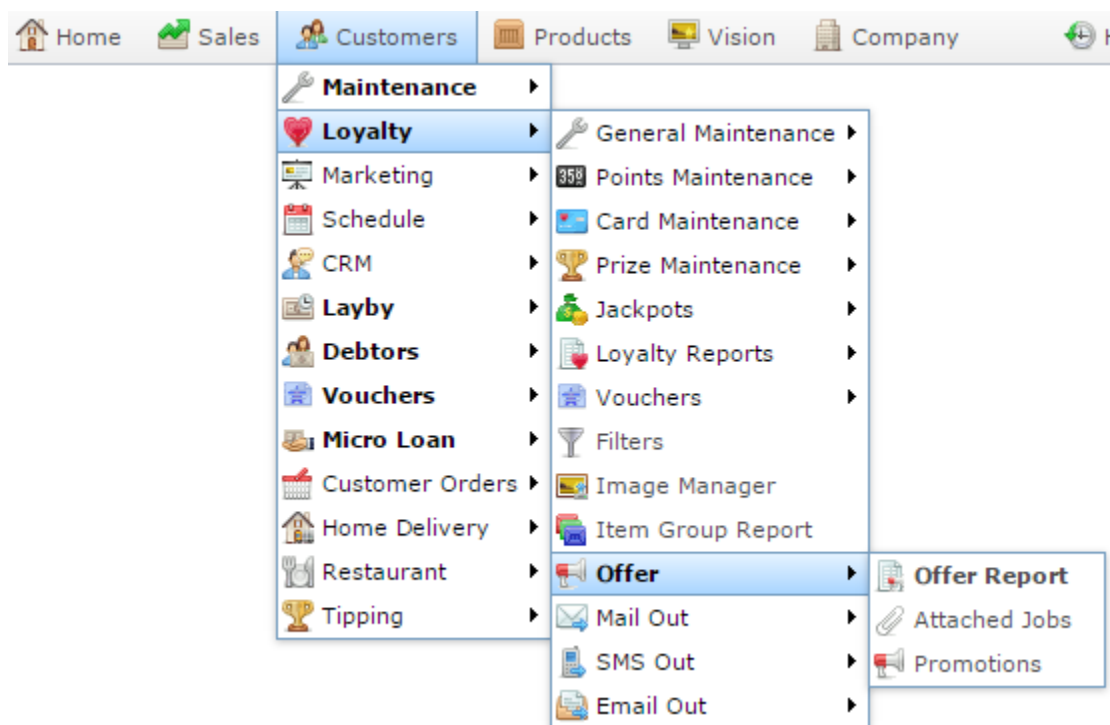 Home Sales Customers Products Vision Company H
Maintenance
Loyalty
Marketing
Schedule
CRM
Layby
Debtors
Vouchers
Micro Loan
Customer Orders
Home Delivery
Restaurant
Tipping
General Maintenance
358 Points Maintenance
Card Maintenance
Prize Maintenance
Jackpots
Loyalty Reports
Vouchers
Filters
Image Manager
Item Group Report
Offer
Mail Out
SMS Out
Email Out
Offer Report
Attached Jobs
Promotions